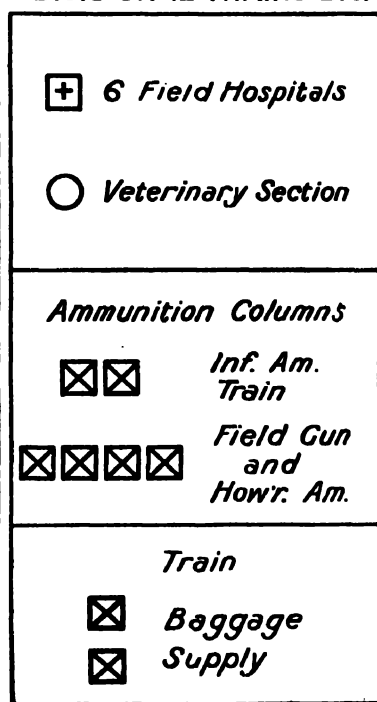 6 Field Hospitals
Veterinary Section
Ammunition Columns
Inf. Am.
Train
Field Gun
and
How'r. Am.
Train
Baggage
Supply